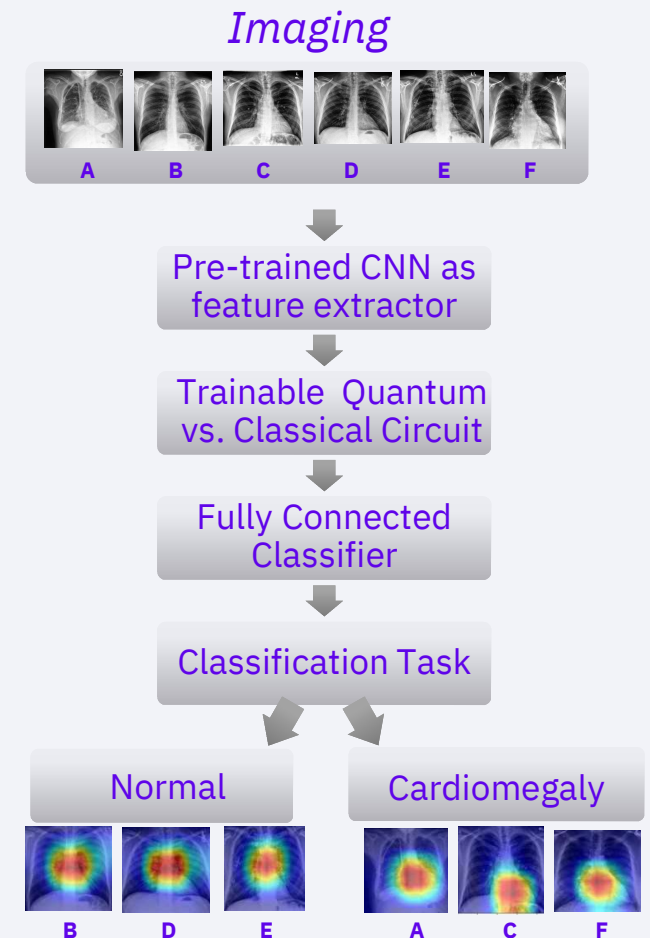 Imaging
A B C D E F
Pre-trained CNN as
feature extractor
Trainable Quantum
vs. Classical Circuit
Fully Connected
Classifier
Classification Task
Normal
Cardiomegaly
B D E
A C F